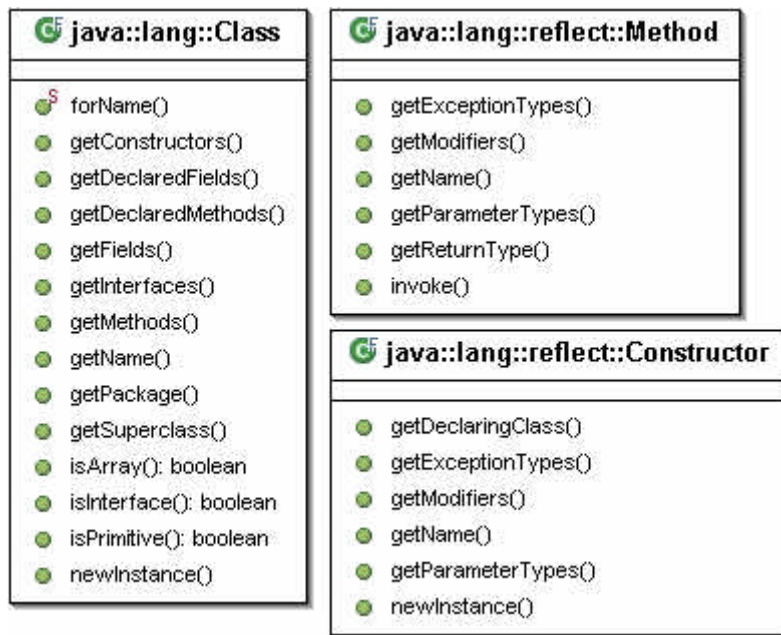 java::lang::Class
forName()
getConstructors()
getDeclaredFields()
getDeclaredMethods()
getFields()
getInterfaces()
getMethods()
getName()
getPackage()
getSuperclass()
isArray(): boolean
isInterface(): boolean
isPrimitive(): boolean
newInstance()
java::lang::reflect::Method
getExceptionTypes()
getModifiers()
getName()
getParameterTypes()
getReturnType()
invoke()
java::lang::reflect::Constructor
getDeclaringClass()
getExceptionTypes()
getModifiers()
getName()
getParameterTypes()
newInstance()